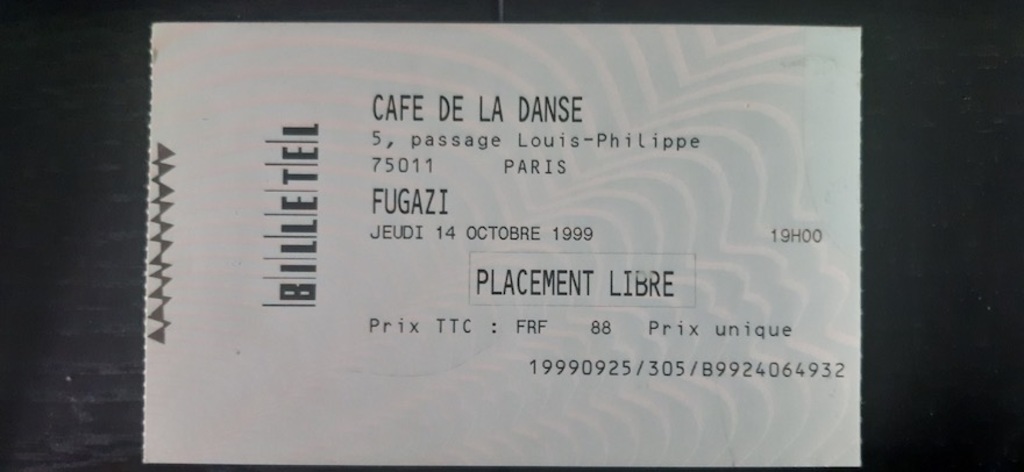 BILLETEL
CAFE DE LA DANSE
5, passage Louis-Philippe
75011 PARIS
FUGAZI
JEUDI 14 OCTOBRE 1999 19H00
PLACEMENT LIBRE
Prix TTC : FRF 88 Prix unique
19990925/305/B9924064932